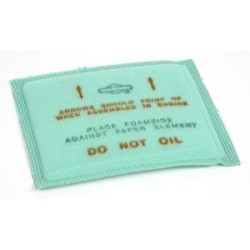 ARROWS SHOULD POINT UP
WHEN ASSEMBLED IN ENGINE
PLACE FOAMSIDE
AGAINST PAPER ELEMENT
DO NOT OIL